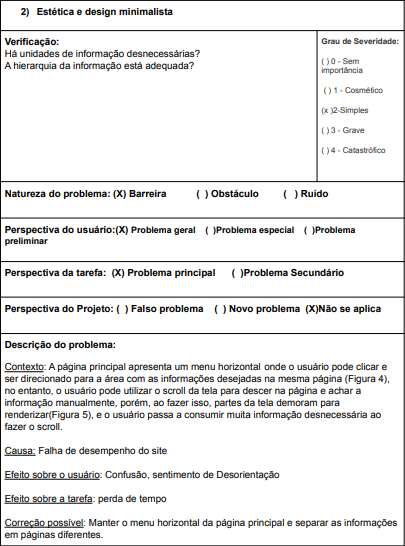 2) Estética e design minimalista
Verificação:
Há unidades de informação desnecessárias?
A hierarquia da informação está adequada?
Grau de Severidade:
( ) 0 - Sem
importância
( ) 1 - Cosmético
(x )2-Simples
( ) 3 - Grave
( ) 4 - Catastrófico
Natureza do problema: (X) Barreira ( ) Obstáculo ( ) Ruído
Perspectiva do usuário:(X) Problema geral ( )Problema especial ( )Problema
preliminar
Perspectiva da tarefa: (X) Problema principal ( )Problema Secundário
Perspectiva do Projeto: ( ) Falso problema ( ) Novo problema (X)Não se aplica
Descrição do problema:
Contexto: A página principal apresenta um menu horizontal onde o usuário pode clicar e
ser direcionado para a área com as informações desejadas na mesma página (Figura 4),
no entanto, o usuário pode utilizar o scroll da tela para descer na página e achar a
informação manualmente, porém, ao fazer isso, partes da tela demoram para
renderizar(Figura 5), e o usuário passa a consumir muita informação desnecessária ao
fazer o scroll.
Causa: Falha de desempenho do site
Efeito sobre o usuário: Confusão, sentimento de Desorientação
Efeito sobre a tarefa: perda de tempo
Correção possível: Manter o menu horizontal da página principal e separar as informações
em páginas diferentes.